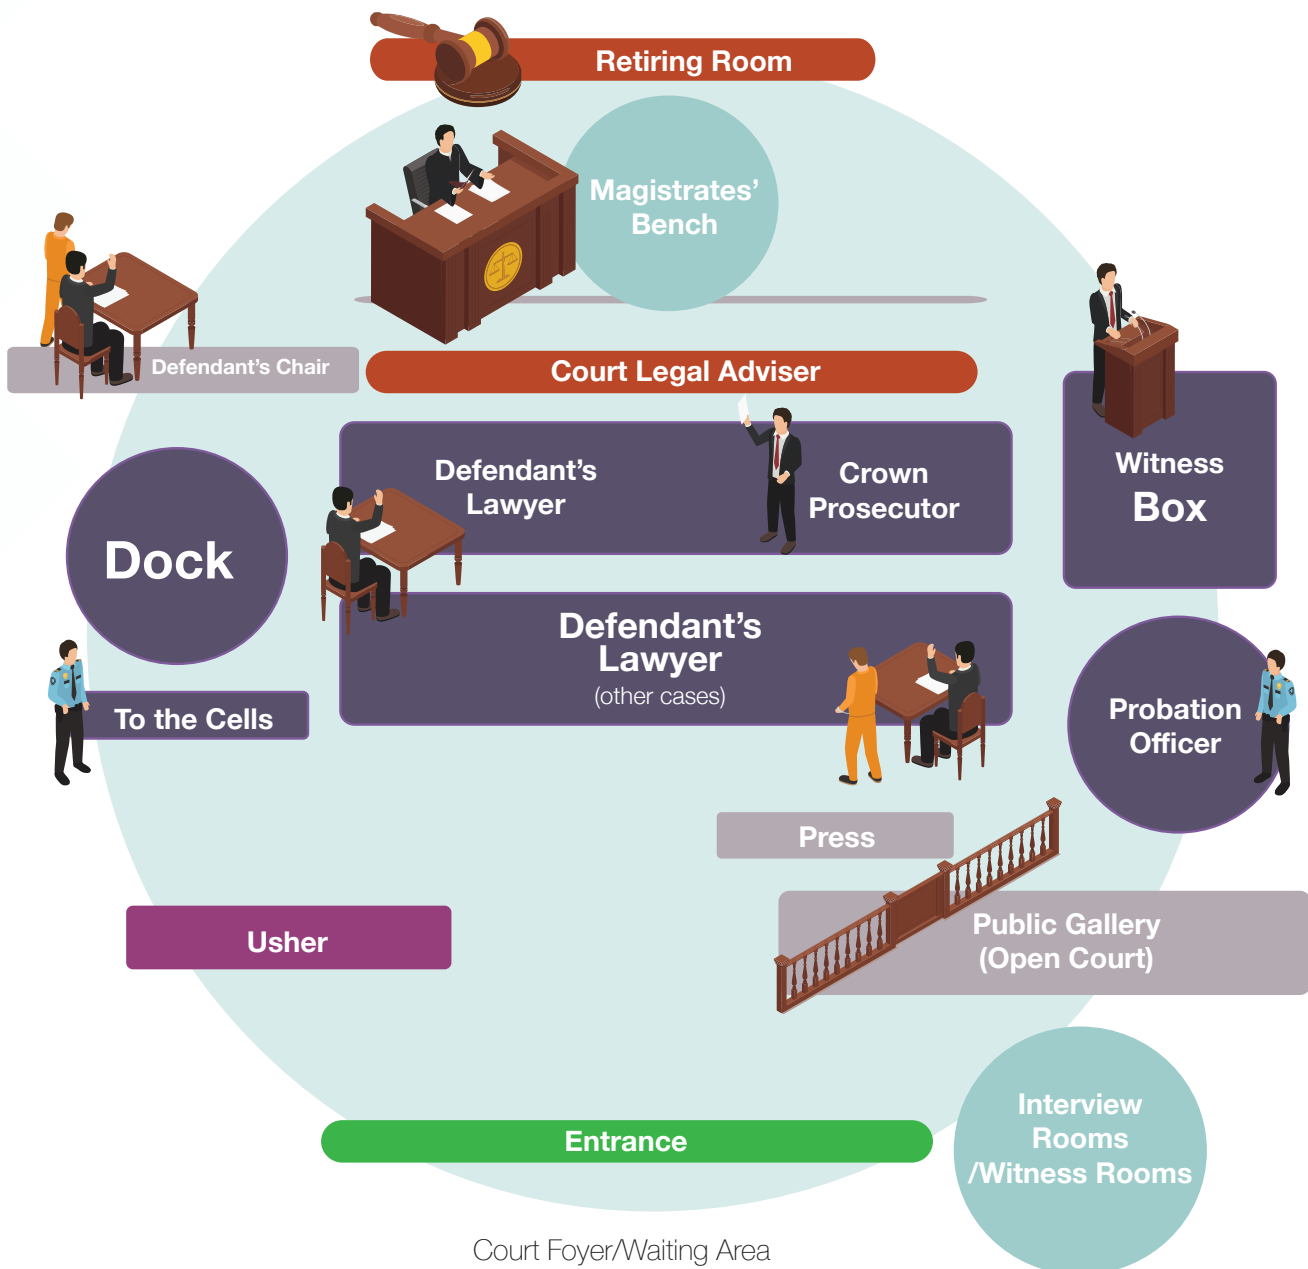 Retiring Room
Magistrates’
Bench
Defendant’s Chair
Court Legal Adviser
Defendant’s
Lawyer
Crown
Prosecutor
Witness
Box
Dock
Defendant’s
Lawyer
(other cases)
To the Cells
Probation
Officer
Press
Public Gallery
(Open Court)
Usher
Interview
Rooms
/Witness Rooms
Entrance
Court Foyer/Waiting Area